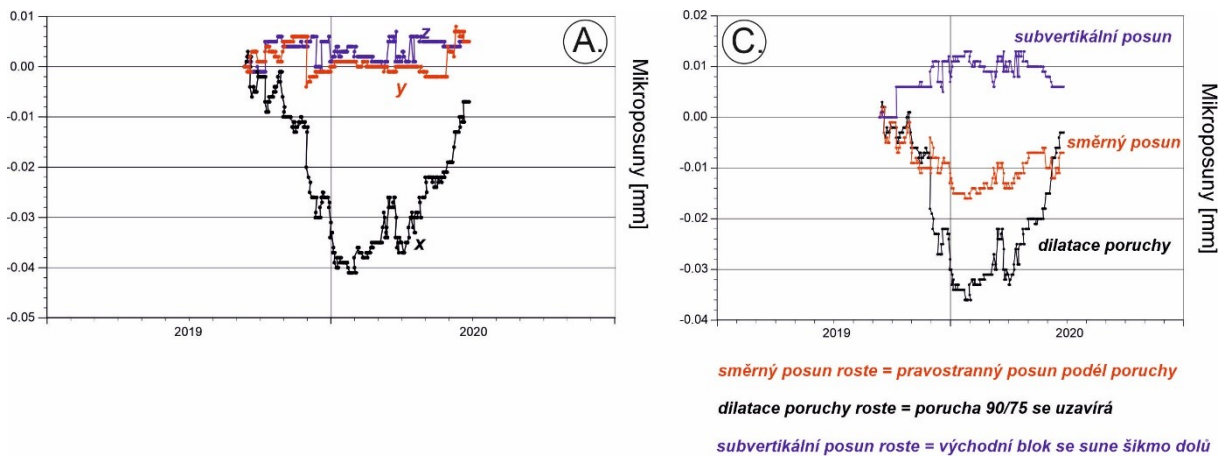 0.01
0.00
-0.01
-0.02
-0.03
-0.04
-0.05
z
y
x
A.
Mikroposuny [mm]
2019
2020
0.02
0.01
0.00
-0.01
-0.02
-0.03
-0.04
C.
subvertikální posun
směrný posun
dilatace poruchy
Mikroposuny [mm]
2019
2020
směrný posun roste = pravostranný posun podél poruchy
dilatace poruchy roste = porucha 90/75 se uzavírá
subvertikální posun roste = východní blok se sune šikmo dolů